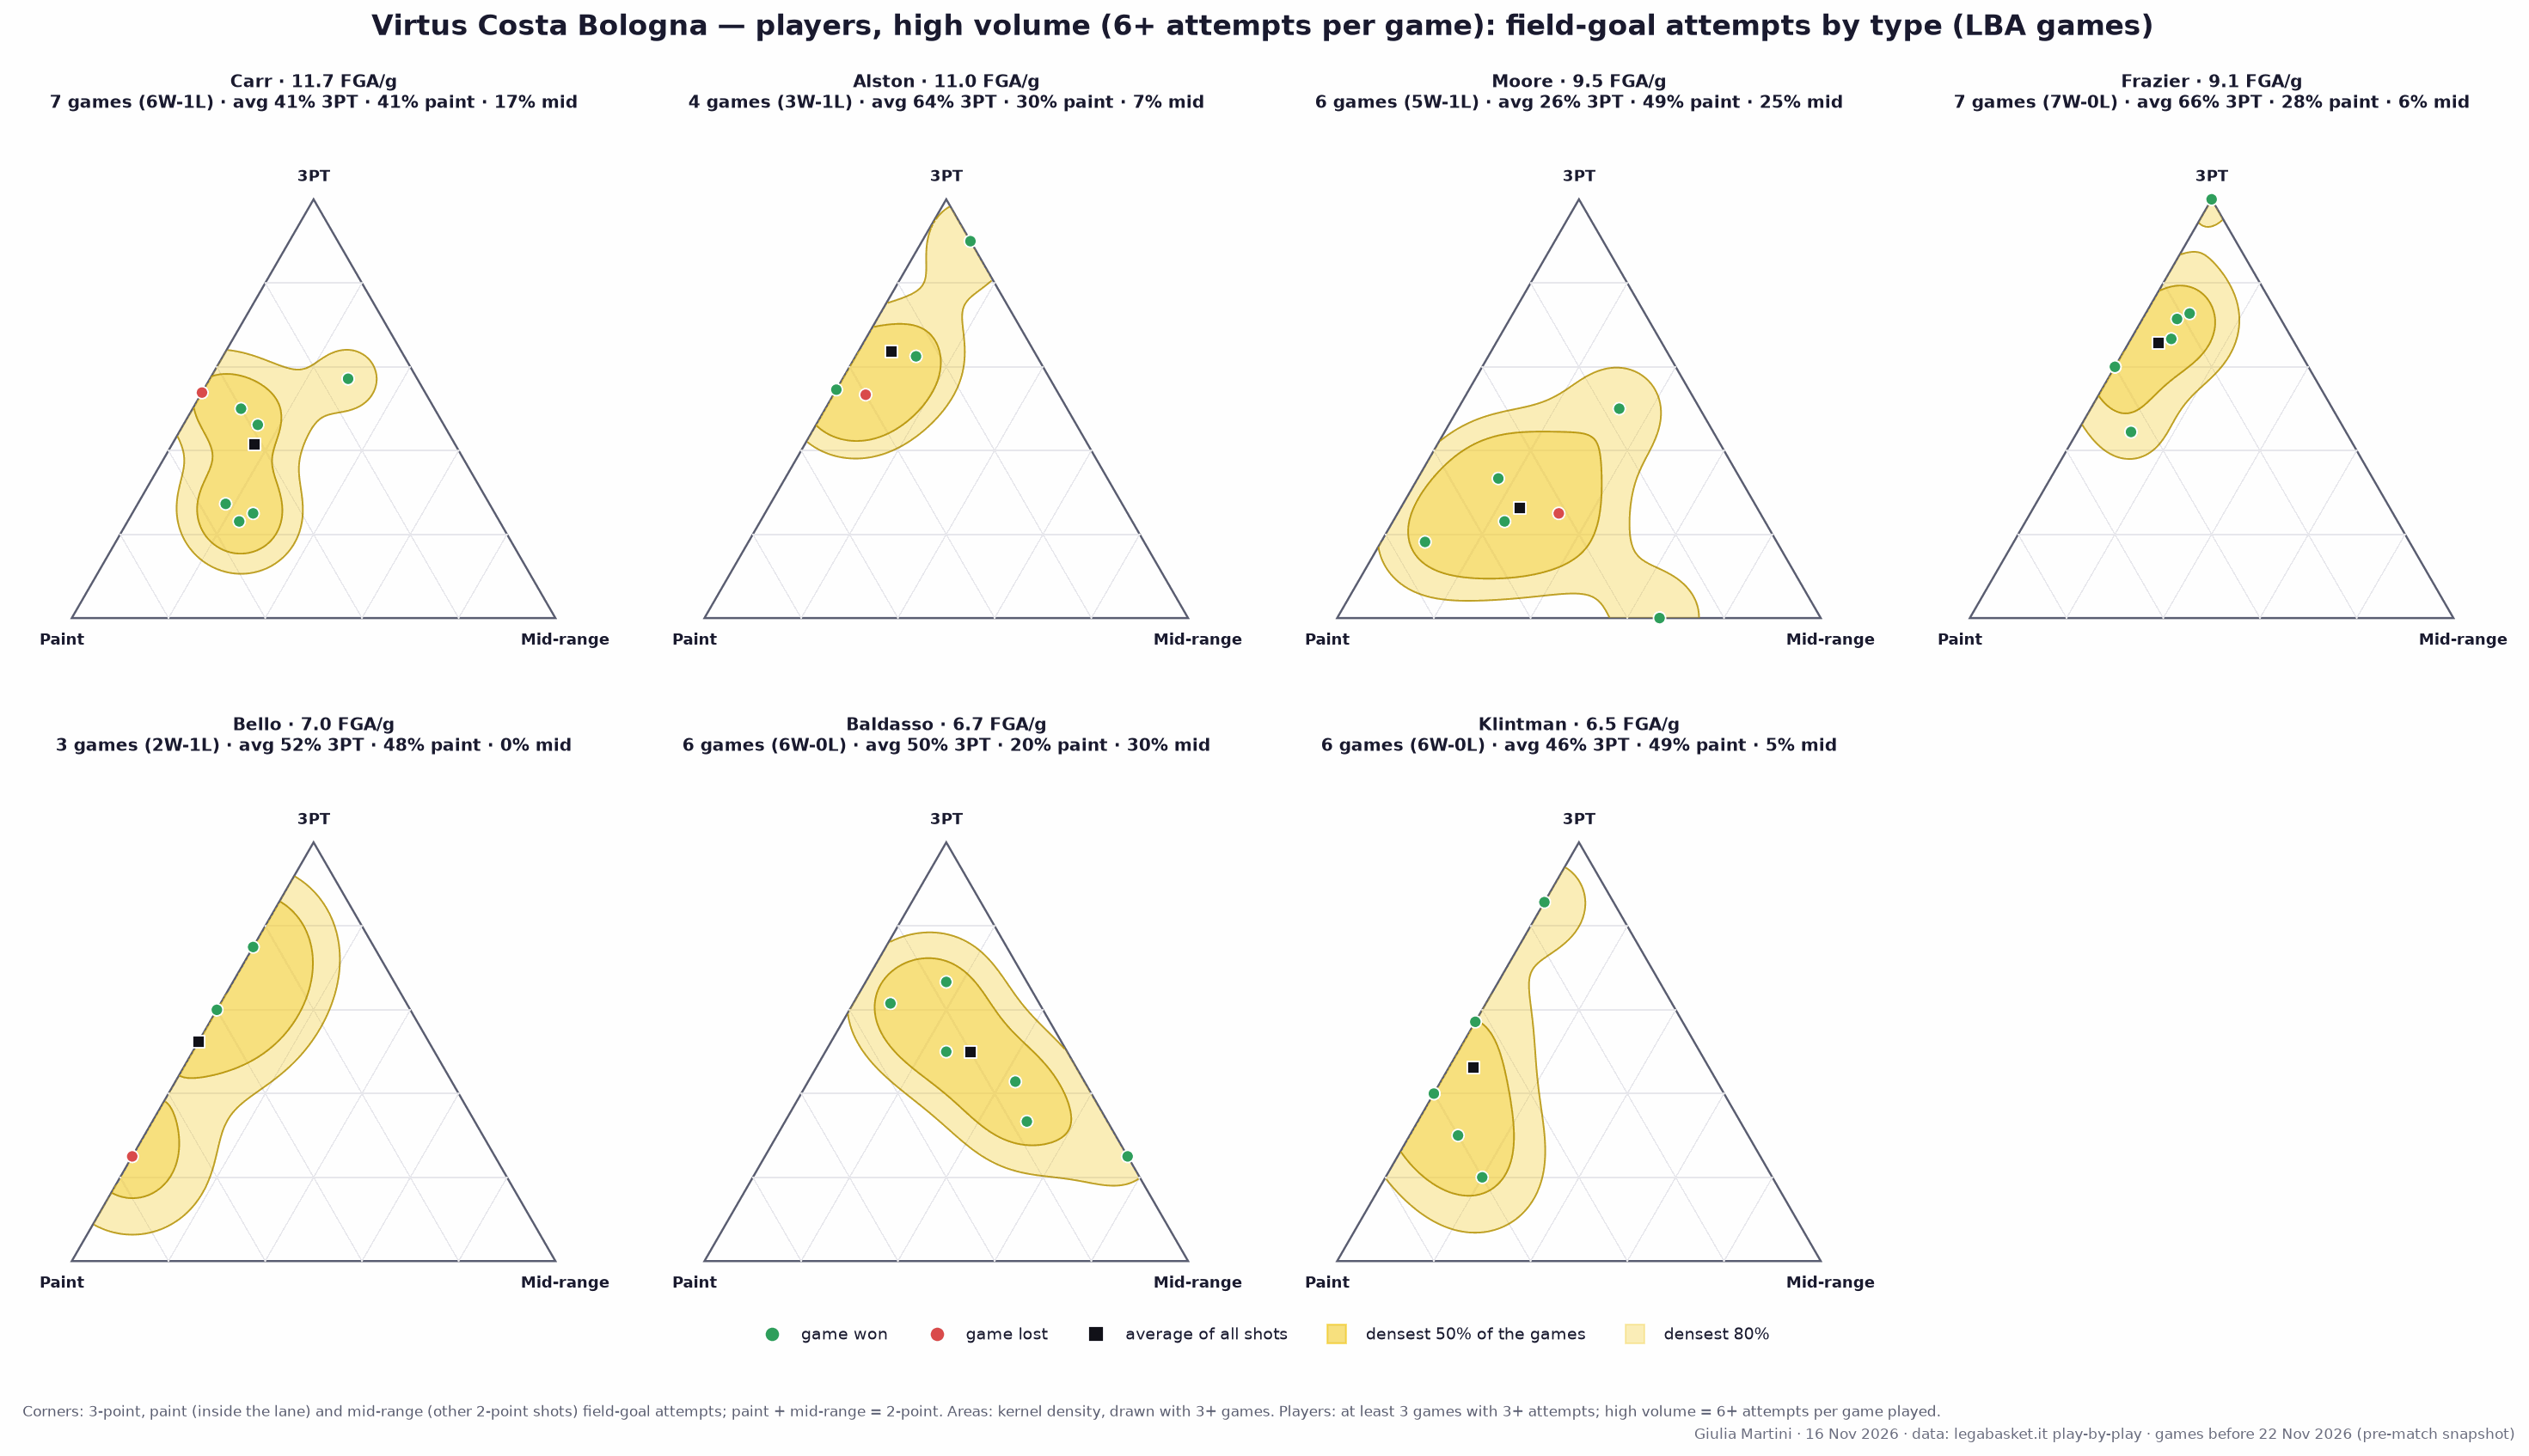 Virtus Costa Bologna — players, high volume (6+ attempts per game): field-goal attempts by type (LBA games)
Carr · 11.7 FGA/g
7 games (6W-1L) · avg 41% 3PT · 41% paint · 17% mid
Alston · 11.0 FGA/g
4 games (3W-1L) · avg 64% 3PT · 30% paint · 7% mid
Moore · 9.5 FGA/g
6 games (5W-1L) · avg 26% 3PT · 49% paint · 25% mid
Frazier · 9.1 FGA/g
7 games (7W-0L) · avg 66% 3PT · 28% paint · 6% mid
3PT
3PT
3PT
3PT
Paint
Mid-range
Paint
Mid-range
Paint
Mid-range
Paint
Mid-range
Bello · 7.0 FGA/g
3 games (2W-1L) · avg 52% 3PT · 48% paint · 0% mid
Baldasso · 6.7 FGA/g
6 games (6W-0L) · avg 50% 3PT · 20% paint · 30% mid
Klintman · 6.5 FGA/g
6 games (6W-0L) · avg 46% 3PT · 49% paint · 5% mid
3PT
3PT
3PT
Paint
Mid-range
Paint
Mid-range
Paint
Mid-range
game won
game lost
average of all shots
densest 50% of the games
densest 80%
Corners: 3-point, paint (inside the lane) and mid-range (other 2-point shots) field-goal attempts; paint + mid-range = 2-point. Areas: kernel density, drawn with 3+ games. Players: at least 3 games with 3+ attempts; high volume = 6+ attempts per game played.
Giulia Martini · 16 Nov 2026 · data: legabasket.it play-by-play · games before 22 Nov 2026 (pre-match snapshot)